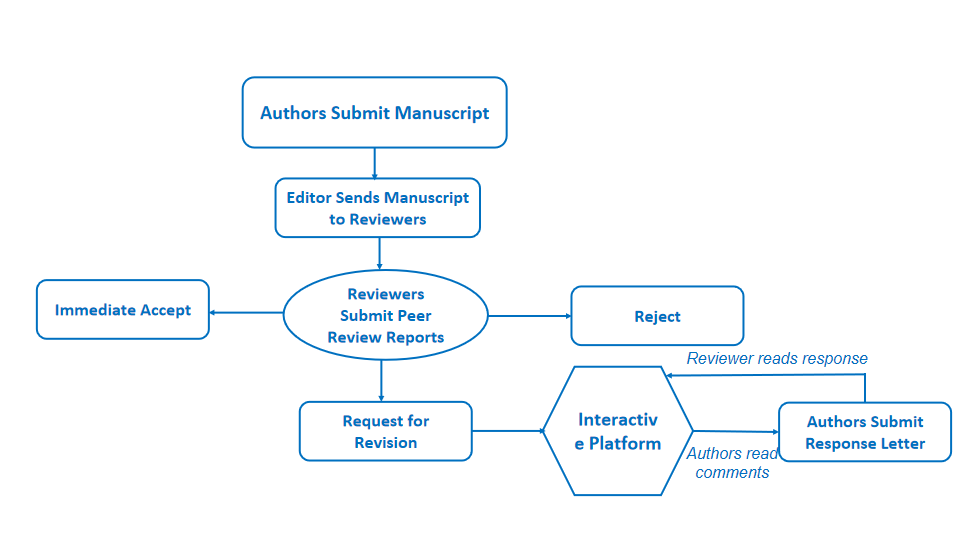 Authors Submit Manuscript
Editor Sends Manuscript
to Reviewers
Reviewers
Submit Peer
Review Reports
Immediate Accept
Reject
Reviewer reads response
Request for
Revision
Interactiv
e Platform
Authors Submit
Response Letter
Authors read
comments